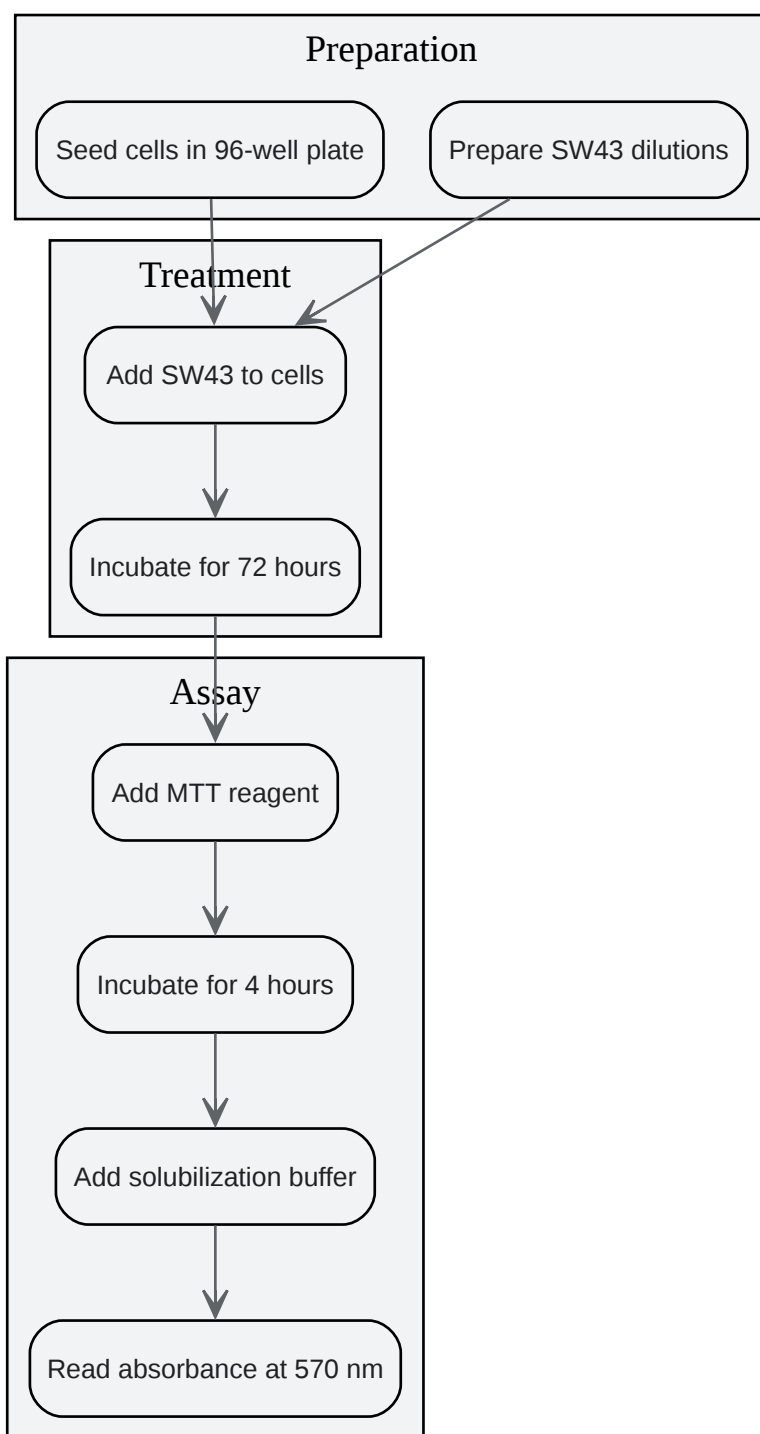 Preparation
Seed cells in 96-well plate
Prepare SW43 dilutions
Treatment
Add SW43 to cells
Incubate for 72 hours
Assay
Add MTT reagent
Incubate for 4 hours
Add solubilization buffer
Read absorbance at 570 nm